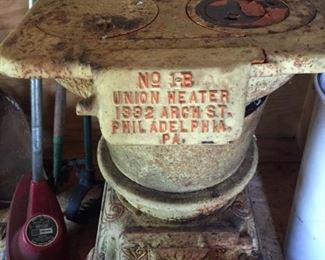 No 1-B
UNION HEATER
1332 ARCH ST.
PHILADELPHIA,
PA.